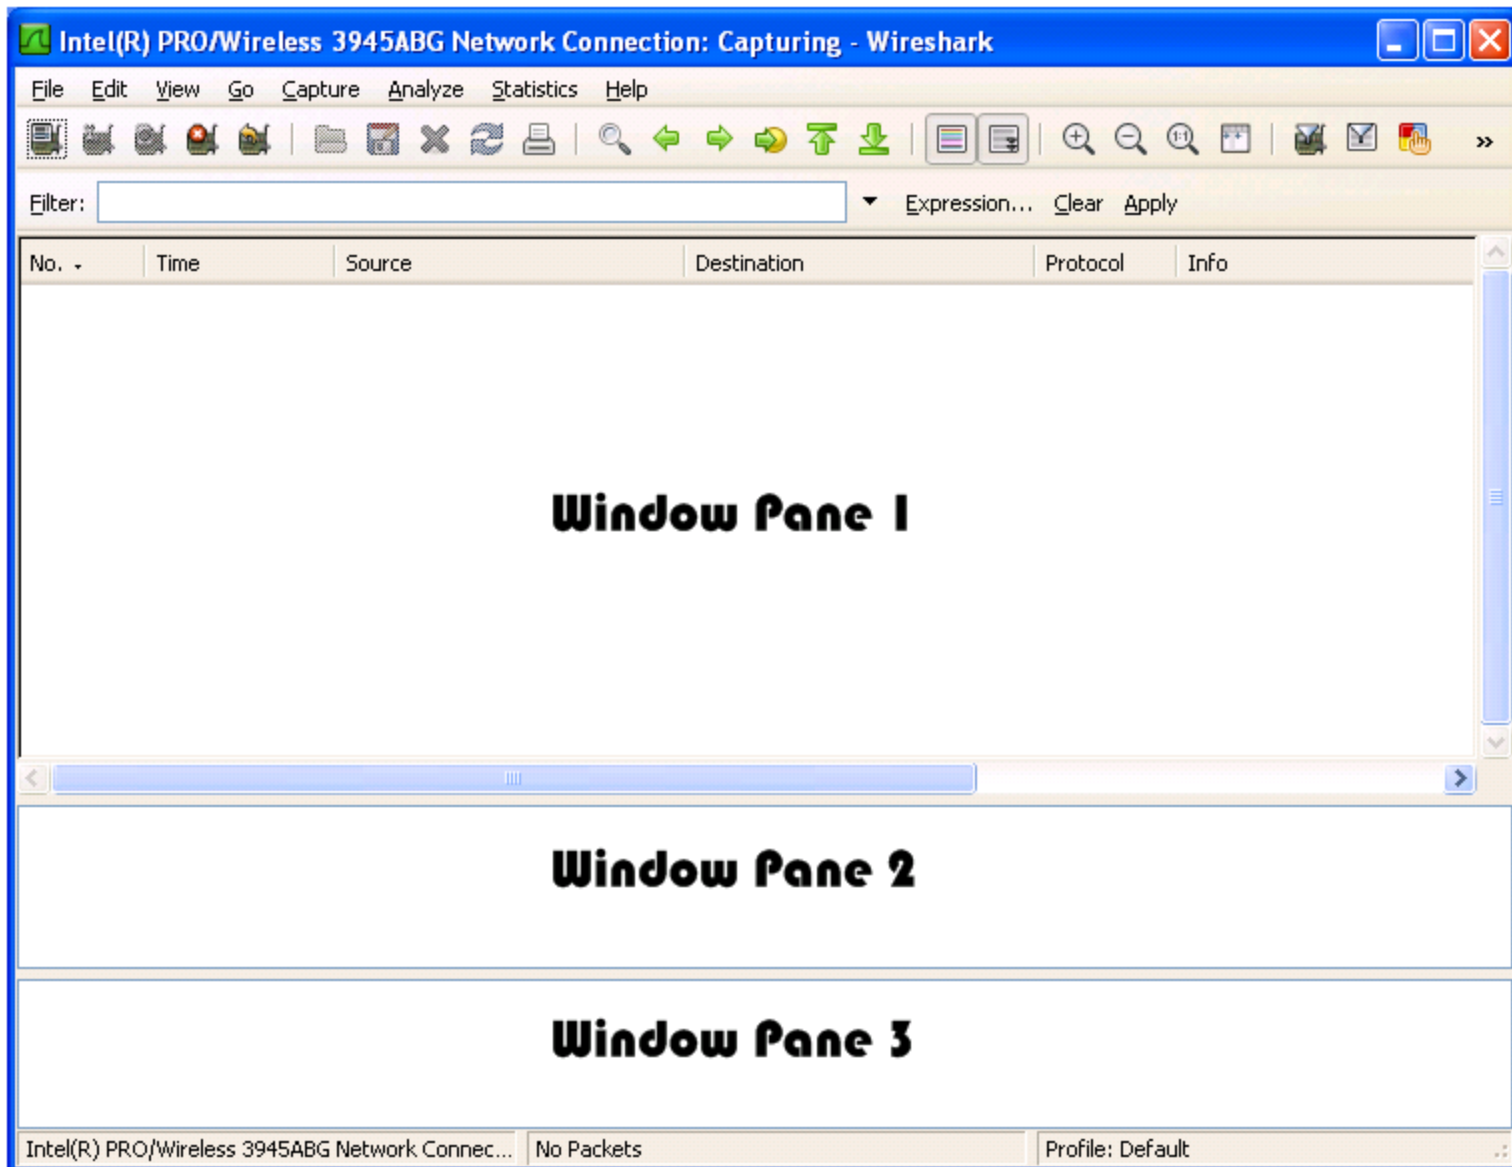 Intel(R) PRO/Wireless 3945ABG Network Connection: Capturing - Wireshark
File Edit View Go Capture Analyze Statistics Help
1:1 »
Filter: Expression... Clear Apply
No. Time Source Destination Protocol Info
Window Pane 1
Window Pane 2
Window Pane 3
Intel(R) PRO/Wireless 3945ABG Network Connec... No Packets Profile: Default